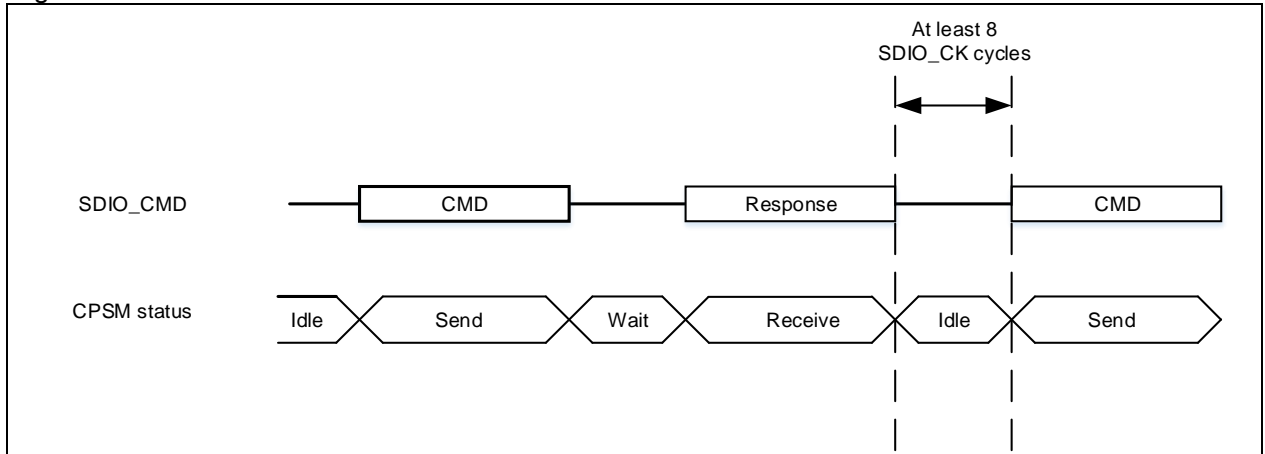 At least 8
SDIO_CK cycles
SDIO_CMD CMD Response CMD
CPSM status Idle Send Wait Receive Idle Send